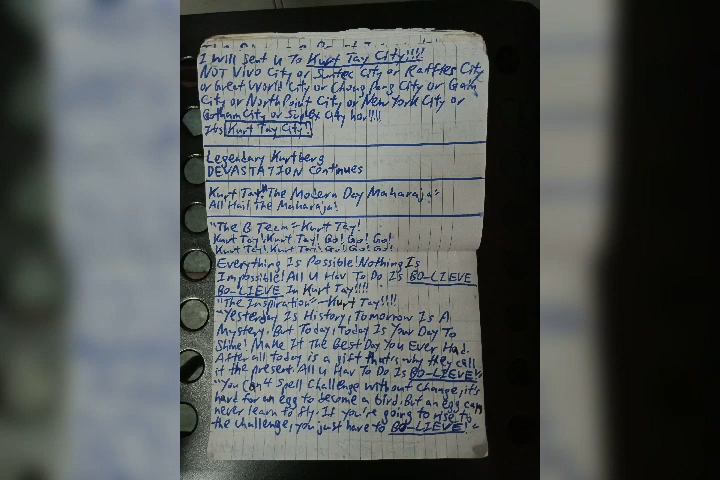 I Will Sent U To Kurt Tay City!!!!
NOT Vivo City or Suntec City or Raffles City
or Great World City or Chong Pang City or Gain
City or NorthPoint City or New York City or
Gotham City or Suplex City hor!!!!
Its Kurt Tay City!
Legendary Kurtberg
DEVASTATION Continues
Kurt Tay "The Modern Day Maharaja"
All Hail The Maharaja!
"The B Team" - Kurt Tay!
Kurt Tay! Kurt Tay! Go! Go! Go!
Kurt Tay! Kurt Tay! Go! Go! Go!
Everything Is Possible! Nothing Is
Impossible! All U Hav To Do Is BO-LIEVE
BO-LIEVE In Kurt Tay!!!!
"The Inspiration" - Kurt Tay!!!!
"Yesterday Is History, Tomorrow Is A
Mystery. But Today, Today Is Your Day To
Shine! Make It The Best Day You Ever Had.
After all today is a gift that's why they call
it the present. All U Hav To Do Is BO-LIEVE!"
"You Can't Spell Challenge without Change, it's
hard for an egg to become a bird. But an egg can
never learn to fly. If you're going to rise to
the challenge, you just have to BO-LIEVE!"